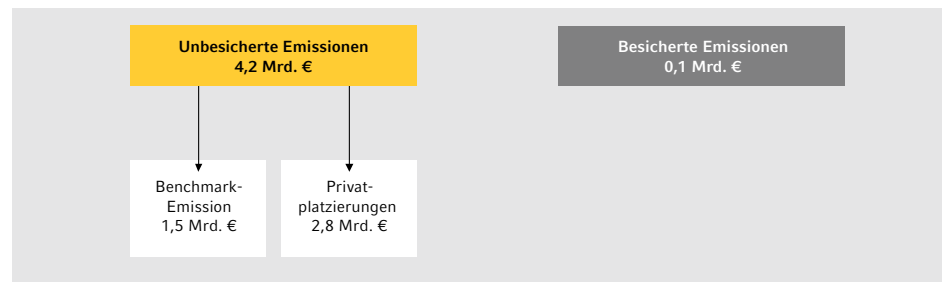 Unbesicherte Emissionen
4,2 Mrd. €
Besicherte Emissionen
0,1 Mrd. €
Benchmark-
Emission
1,5 Mrd. €
Privat-
platzierungen
2,8 Mrd. €